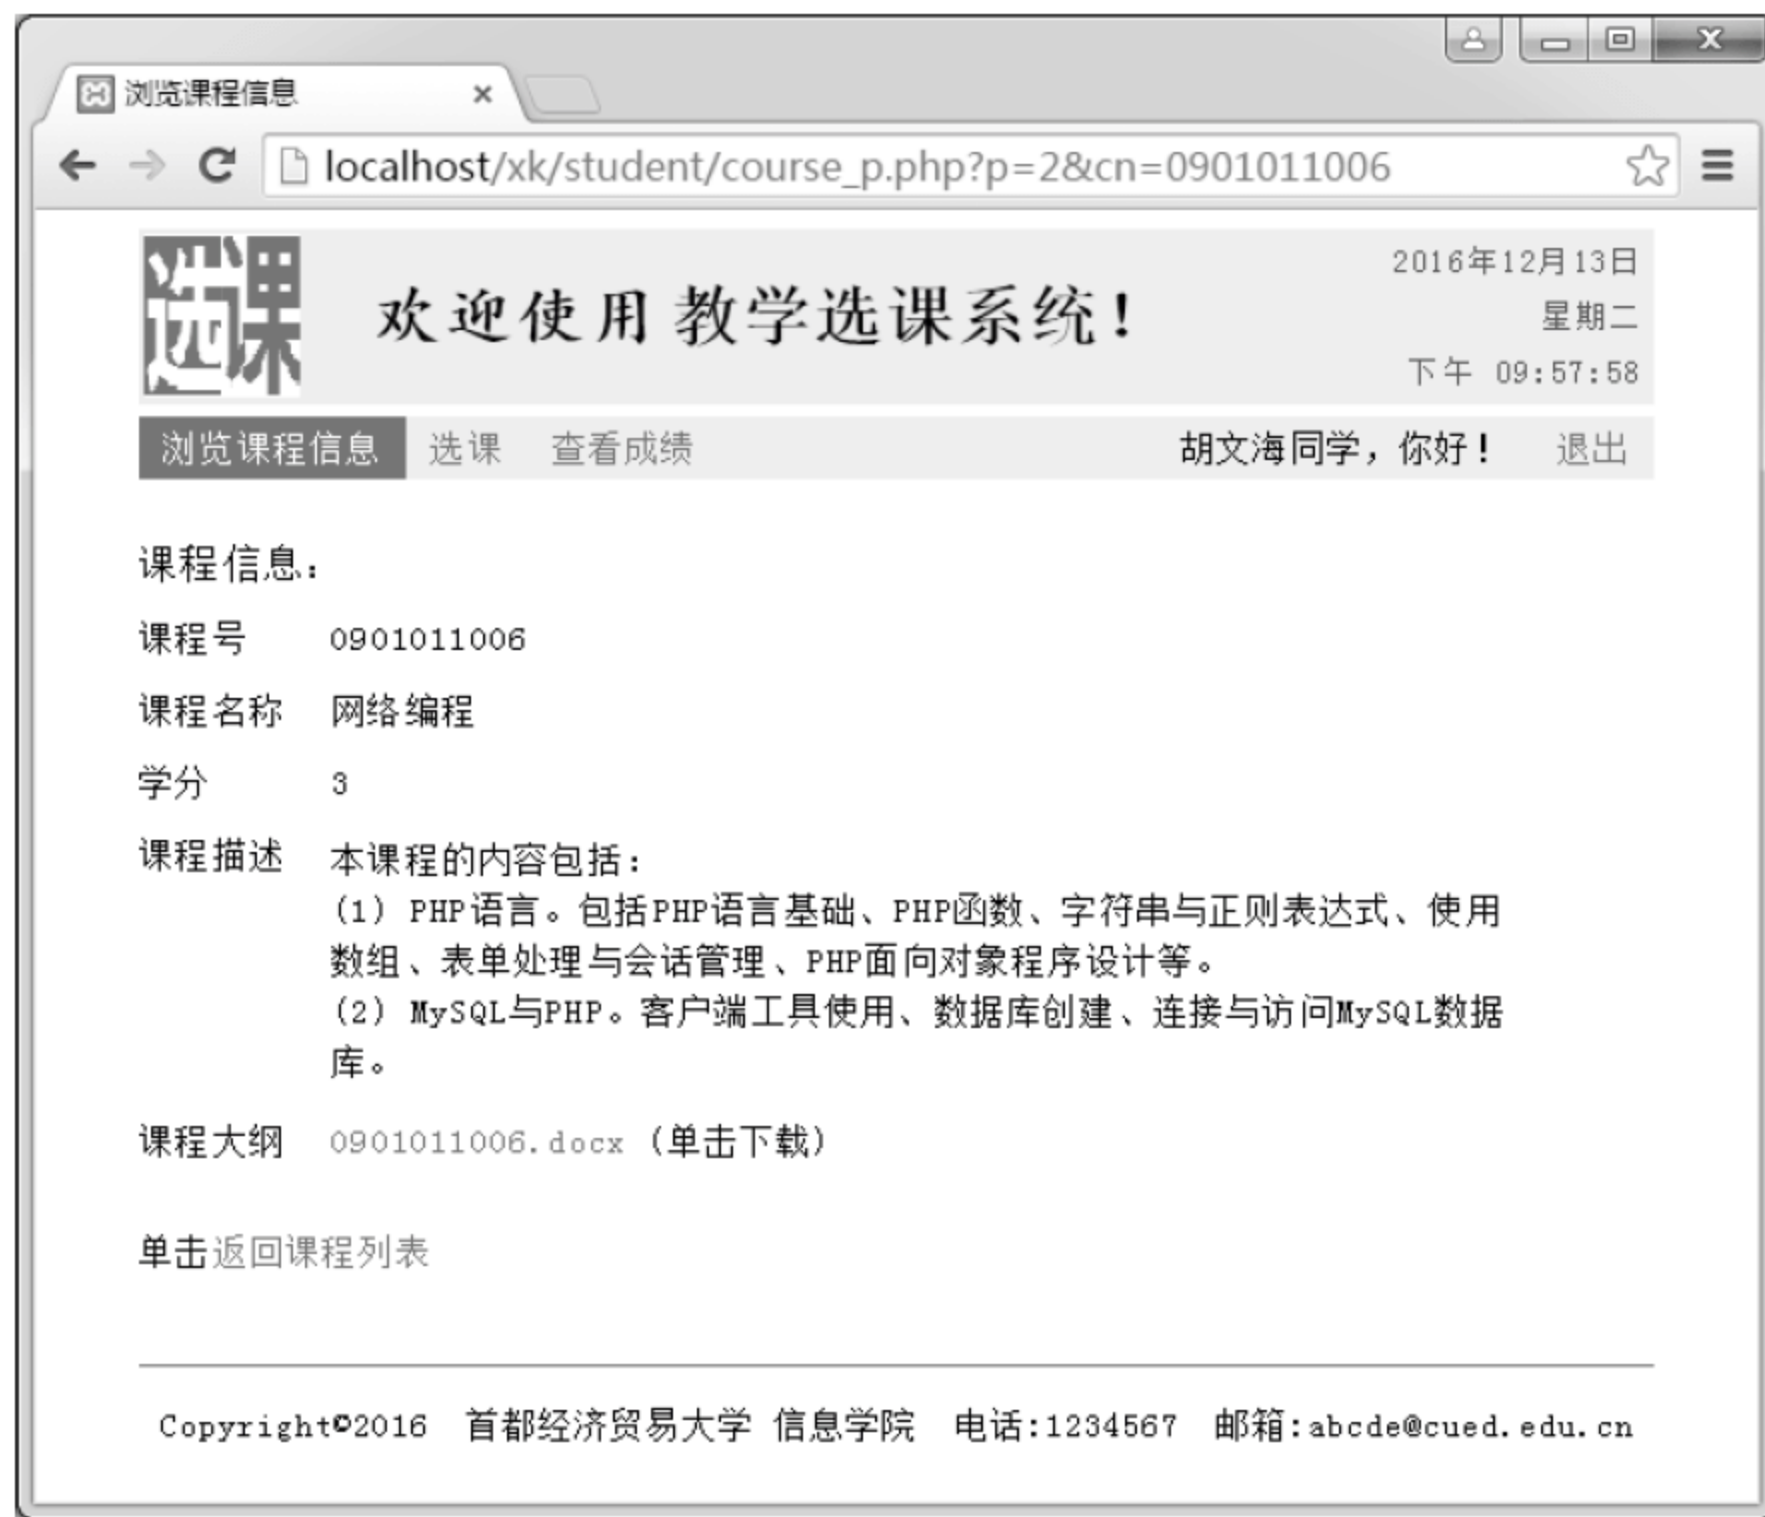 浏览课程信息
localhost/xk/student/course_p.php?p=2&cn=0901011006
选课
欢迎使用 教学选课系统！
2016年12月13日
星期二
下午 09:57:58
浏览课程信息 选课 查看成绩 胡文海同学，你好！ 退出
课程信息：
课程号 0901011006
课程名称 网络编程
学分 3
课程描述 本课程的内容包括：
(1) PHP语言。包括PHP语言基础、PHP函数、字符串与正则表达式、使用
数组、表单处理与会话管理、PHP面向对象程序设计等。
(2) MySQL与PHP。客户端工具使用、数据库创建、连接与访问MySQL数据
库。
课程大纲 0901011006.docx (单击下载)
单击返回课程列表
Copyright©2016 首都经济贸易大学 信息学院 电话:1234567 邮箱:abcde@cued.edu.cn